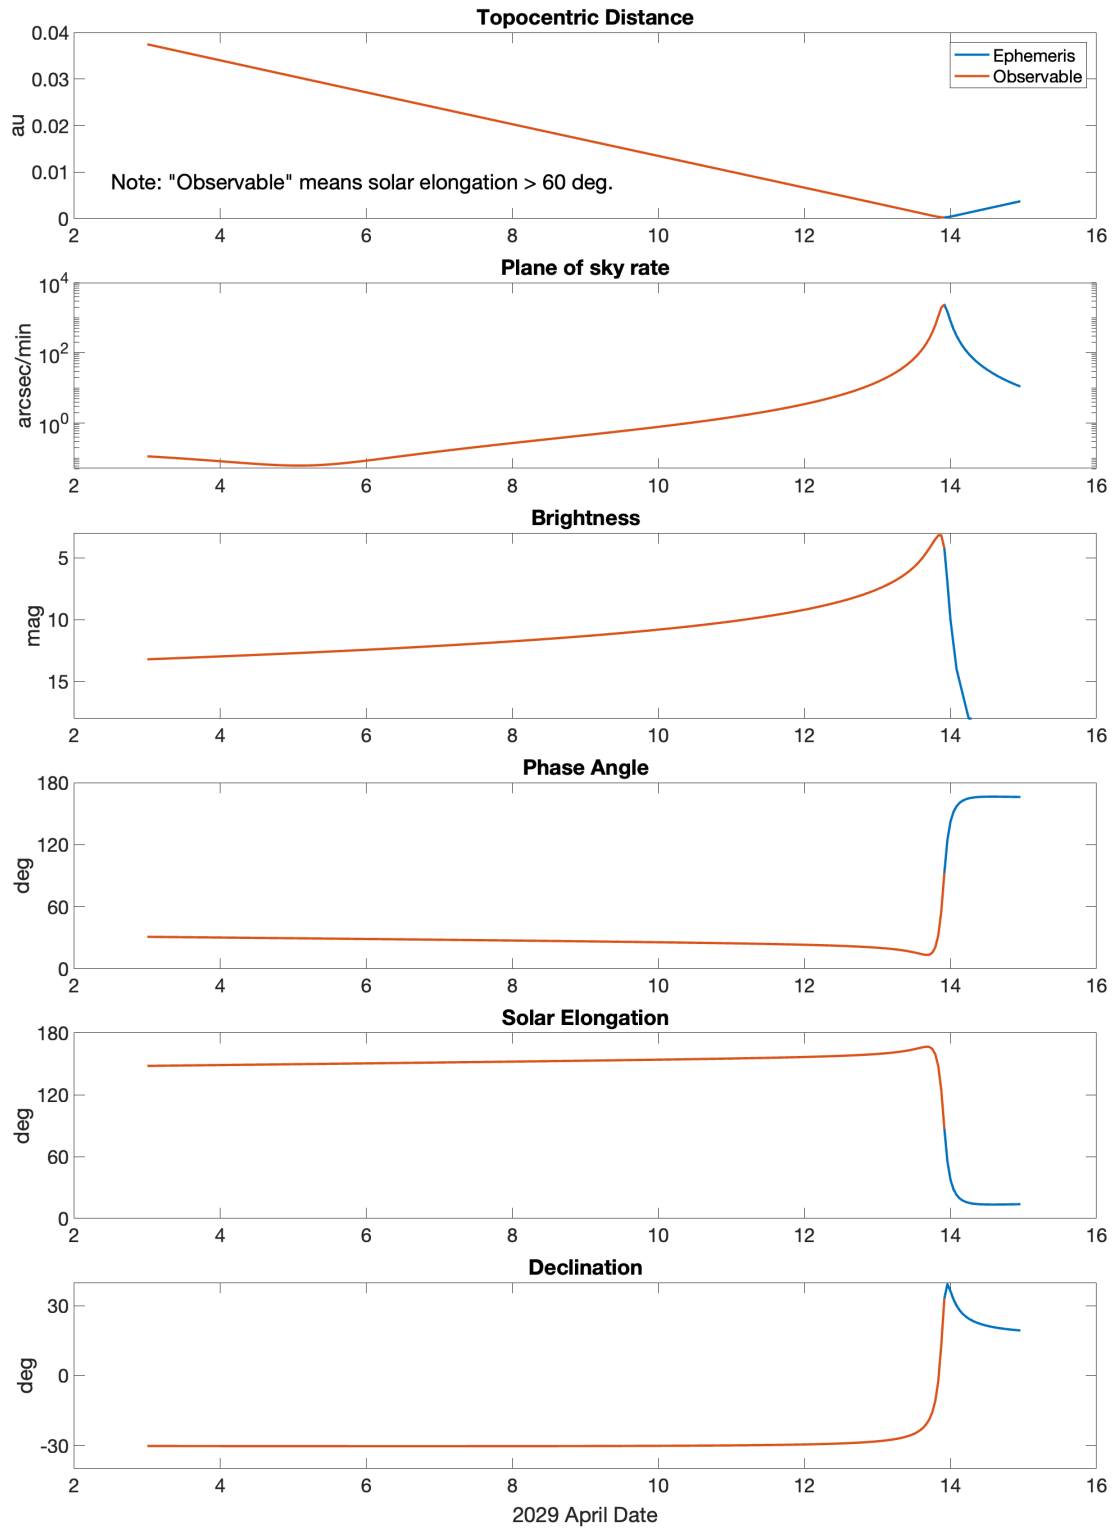 Topocentric Distance
0.04
0.03
0.02
0.01
0
au
Ephemeris
Observable
Note: "Observable" means solar elongation > 60 deg.
2 4 6 8 10 12 14 16
Plane of sky rate
10^4
10^2
10^0
arcsec/min
2 4 6 8 10 12 14 16
Brightness
5
10
15
mag
2 4 6 8 10 12 14 16
Phase Angle
180
120
60
0
deg
2 4 6 8 10 12 14 16
Solar Elongation
180
120
60
0
deg
2 4 6 8 10 12 14 16
Declination
30
0
-30
deg
2 4 6 8 10 12 14 16
2029 April Date